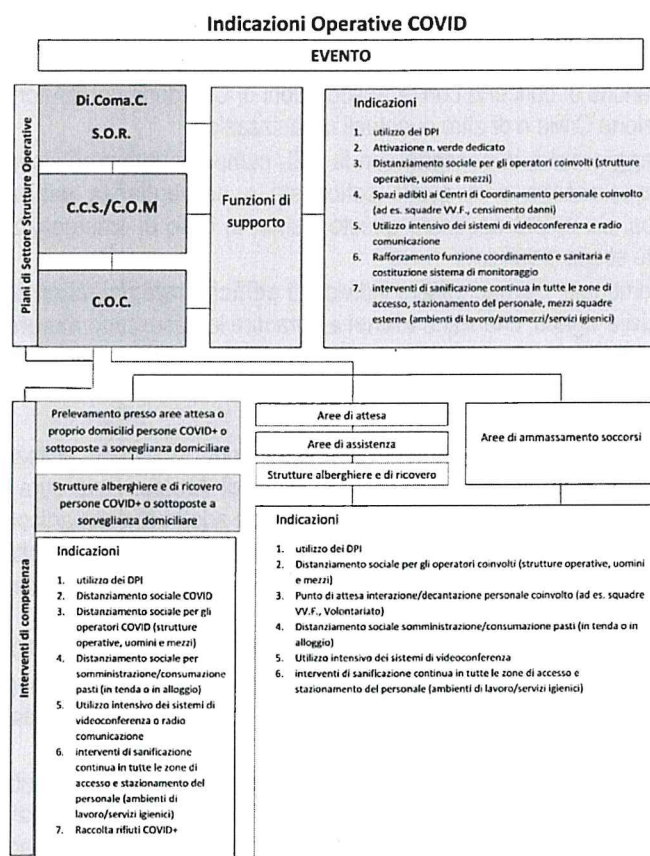 Indicazioni Operative COVID
EVENTO
Piani di Settore Strutture Operative
Di.Coma.C.
S.O.R.
C.C.S./C.O.M
C.O.C.
Funzioni di
supporto
Indicazioni
1. utilizzo dei DPI
2. Attivazione n. verde dedicato
3. Distanziamento sociale per gli operatori coinvolti (strutture
operative, uomini e mezzi)
4. Spazi adibiti ai Centri di Coordinamento personale coinvolto
(ad es. squadre VV.F., censimento danni)
5. Utilizzo intensivo dei sistemi di videoconferenza e radio
comunicazione
6. Rafforzamento funzione coordinamento e sanitaria e
costituzione sistema di monitoraggio
7. interventi di sanificazione continua in tutte le zone di
accesso, stazionamento del personale, mezzi squadre
esterne (ambienti di lavoro/automezzi/servizi igienici)
Interventi di competenza
Prelevamento presso aree attesa o
proprio domicilio persone COVID+ o
sottoposte a sorveglianza domiciliare
Strutture alberghiere e di ricovero
persone COVID+ o sottoposte a
sorveglianza domiciliare
Indicazioni
1. utilizzo dei DPI
2. Distanziamento sociale COVID
3. Distanziamento sociale per gli
operatori COVID (strutture
operative, uomini e mezzi)
4. Distanziamento sociale per
somministrazione/consumazione
pasti (in tenda o in alloggio)
5. Utilizzo intensivo dei sistemi di
videoconferenza o radio
comunicazione
6. interventi di sanificazione
continua in tutte le zone di
accesso e stazionamento del
personale (ambienti di
lavoro/servizi igienici)
7. Raccolta rifiuti COVID+
Aree di attesa
Aree di assistenza
Strutture alberghiere e di ricovero
Aree di ammassamento soccorsi
Indicazioni
1. utilizzo dei DPI
2. Distanziamento sociale per gli operatori coinvolti (strutture operative, uomini
e mezzi)
3. Punto di attesa interazione/decantazione personale coinvolto (ad es. squadre
VV.F., Volontariato)
4. Distanziamento sociale somministrazione/consumazione pasti (in tenda o in
alloggio)
5. Utilizzo intensivo dei sistemi di videoconferenza
6. interventi di sanificazione continua in tutte le zone di accesso e
stazionamento del personale (ambienti di lavoro/servizi igienici)